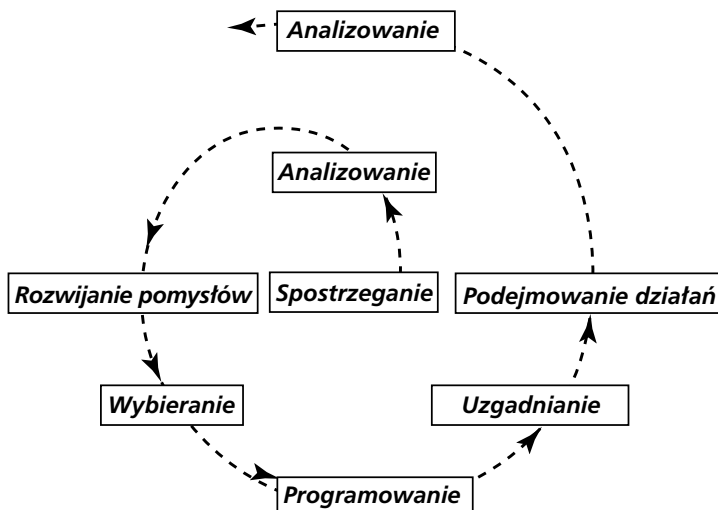 Analizowanie
Analizowanie
Rozwijanie pomysłów
Spostrzeganie
Podejmowanie działań
Wybieranie
Uzgadnianie
Programowanie